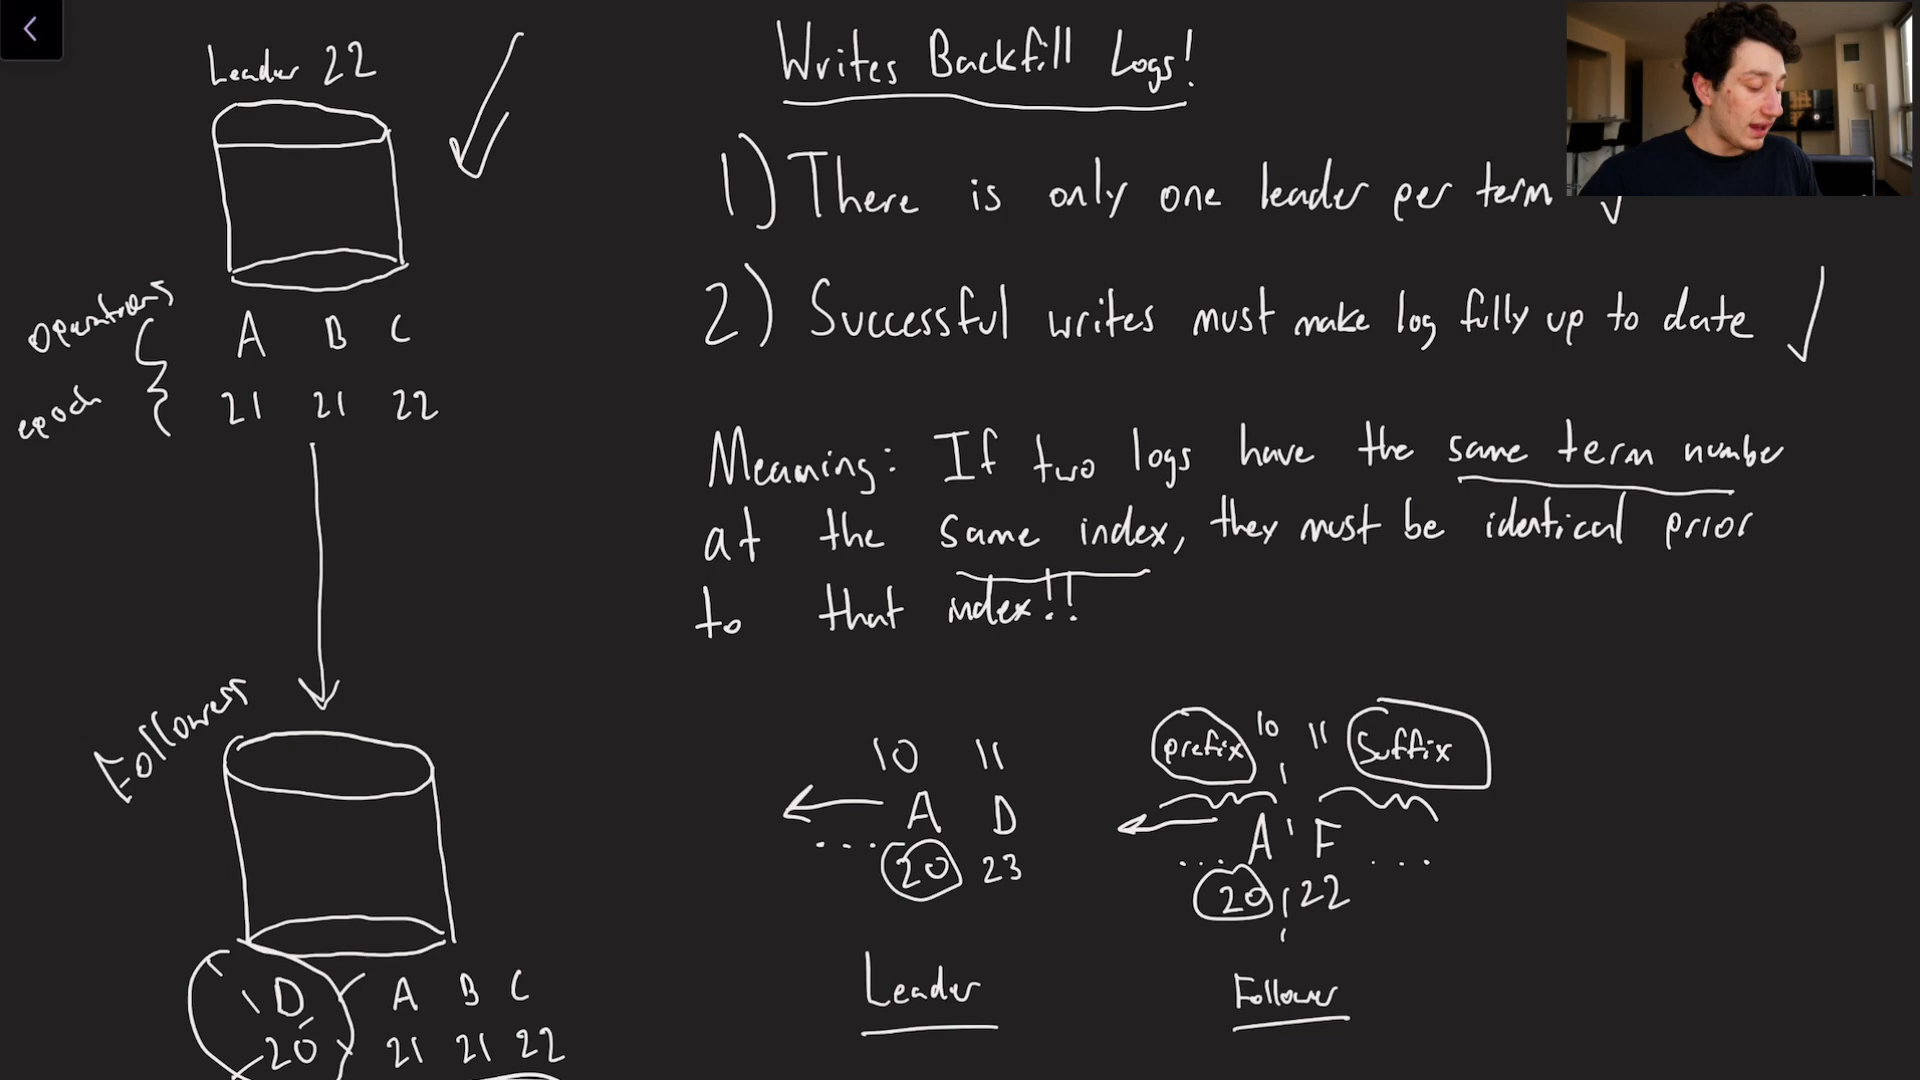 Leader 22
operations
A B C
epoch
21 21 22
Followers
D A B C
20 21 21 22
Writes Backfill Logs!
1) There is only one leader per term
2) Successful writes must make log fully up to date
Meaning: If two logs have the same term number
at the same index, they must be identical prior
to that index!!
10 11
A D
... 20 23
Leader
prefix 10 11 Suffix
A F
... 20 22 ...
Follower